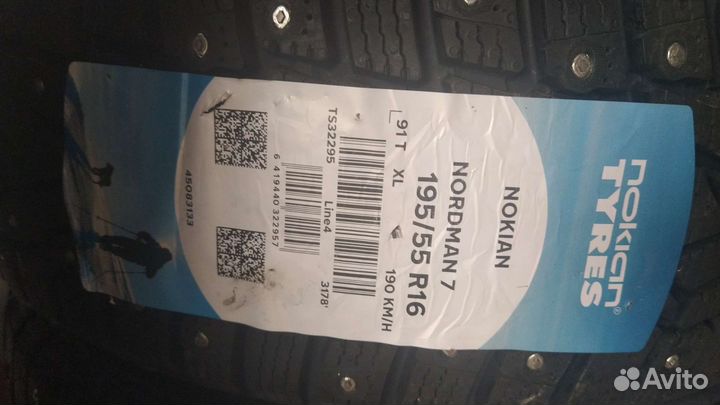 nokian
TYRES®
NOKIAN
NORDMAN 7
195/55 R16
91 T XL 190 KM/H
TS32295 Line4 3178'
6 419440 322957
45083133
Avito